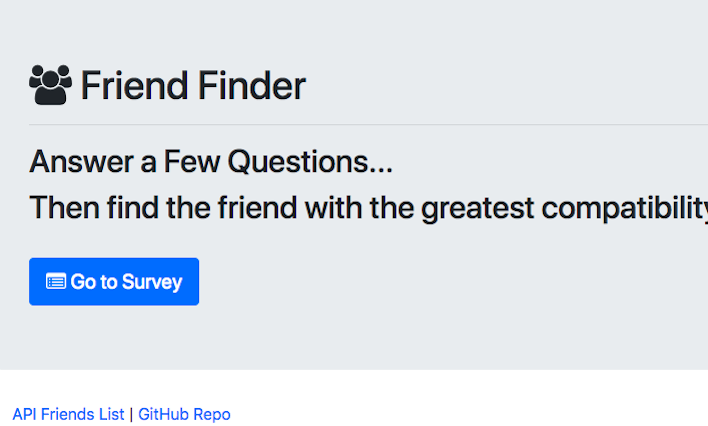 Friend Finder
Answer a Few Questions...
Then find the friend with the greatest compatibility
Go to Survey
API Friends List | GitHub Repo